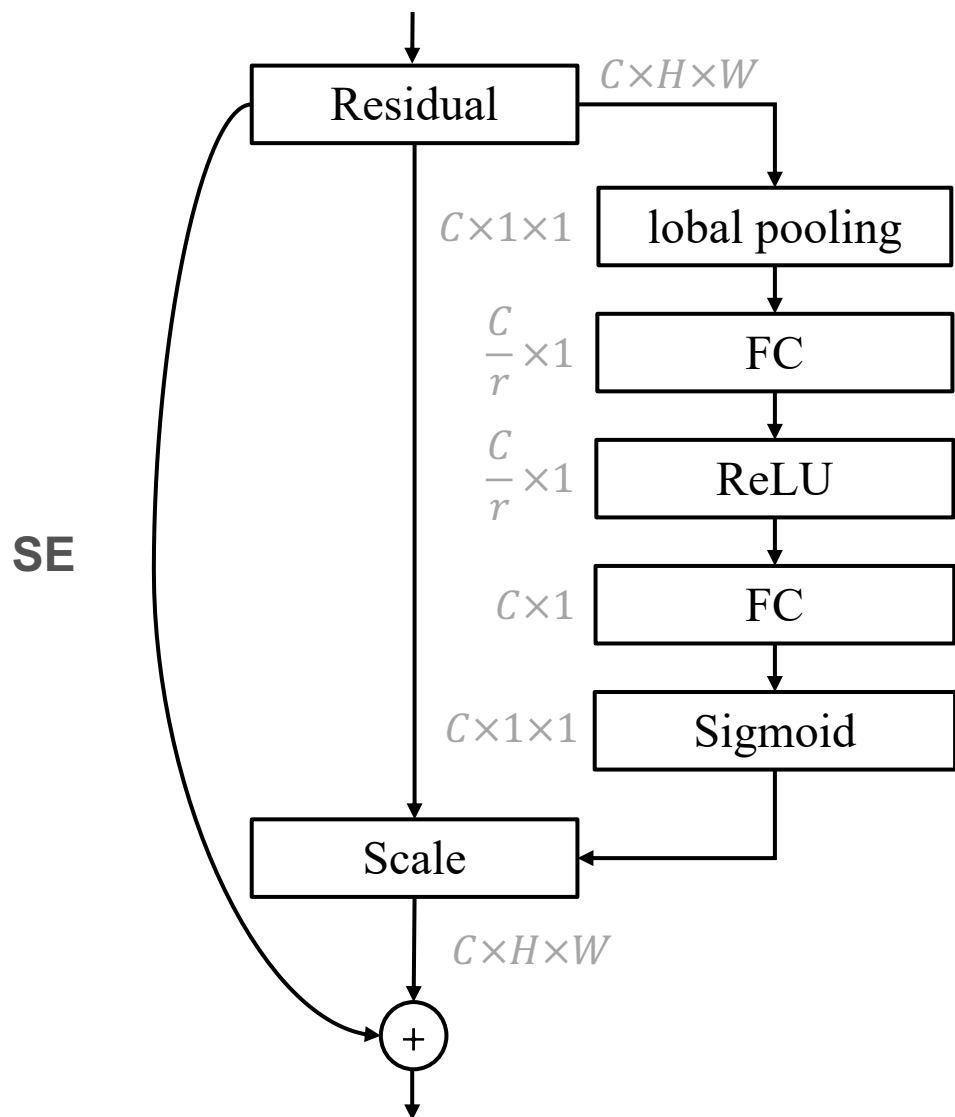 C×H×W
Residual
C×1×1
lobal pooling
C/r×1
FC
C/r×1
ReLU
SE
C×1
FC
C×1×1
Sigmoid
Scale
C×H×W
+